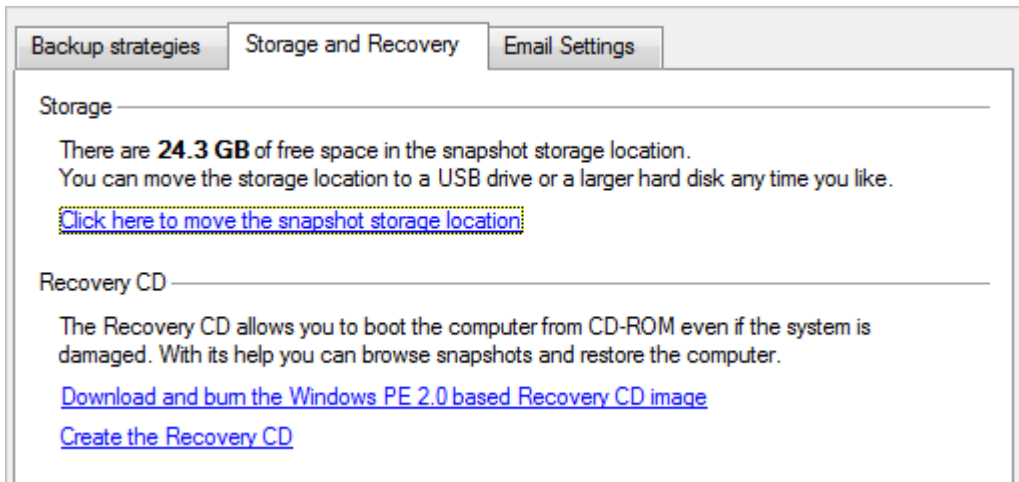 Backup strategies Storage and Recovery Email Settings
Storage
There are 24.3 GB of free space in the snapshot storage location.
You can move the storage location to a USB drive or a larger hard disk any time you like.
Click here to move the snapshot storage location
Recovery CD
The Recovery CD allows you to boot the computer from CD-ROM even if the system is
damaged. With its help you can browse snapshots and restore the computer.
Download and burn the Windows PE 2.0 based Recovery CD image
Create the Recovery CD